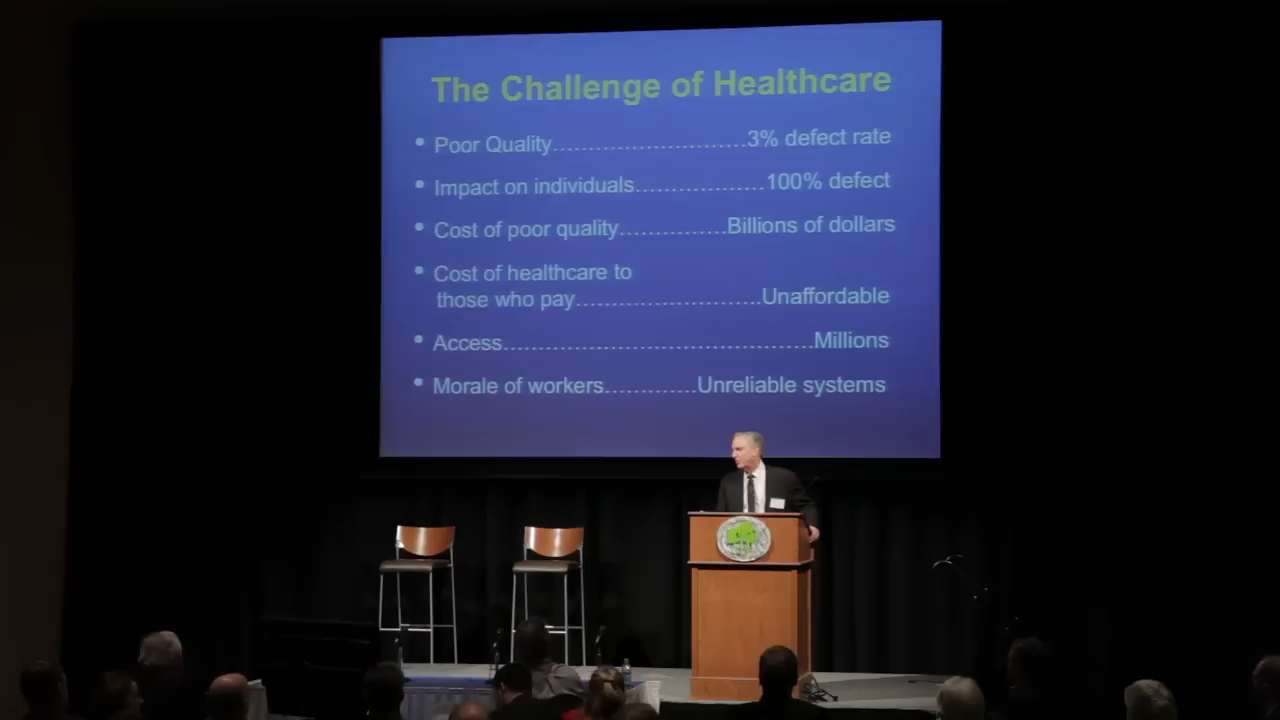 The Challenge of Healthcare
• Poor Quality...........................3% defect rate
• Impact on individuals..................100% defect
• Cost of poor quality...............Billions of dollars
• Cost of healthcare to
those who pay..........................Unaffordable
• Access...........................................Millions
• Morale of workers.............Unreliable systems